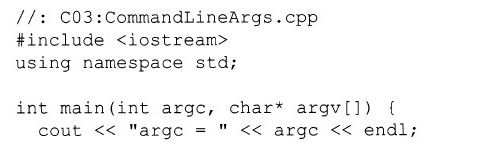 //: C03:CommandLineArgs.cpp
#include <iostream>
using namespace std;
int main(int argc, char* argv[]) {
cout << "argc = " << argc << endl;